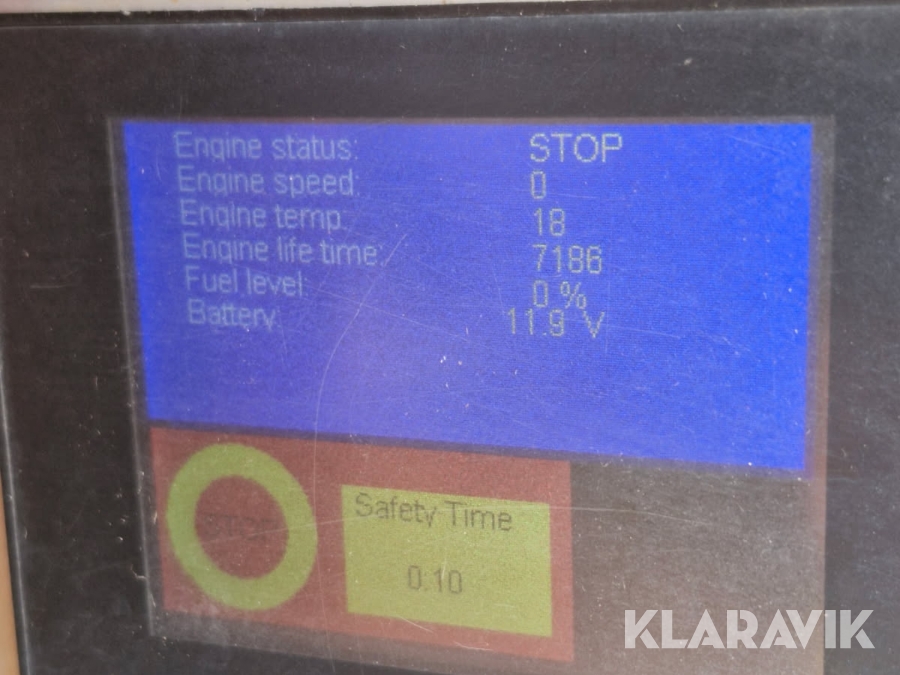 Engine status: STOP
Engine speed: 0
Engine temp: 18
Engine life time: 7186
Fuel level: 0 %
Battery: 11.9 V
Safety Time
0:10
KLARAVIK